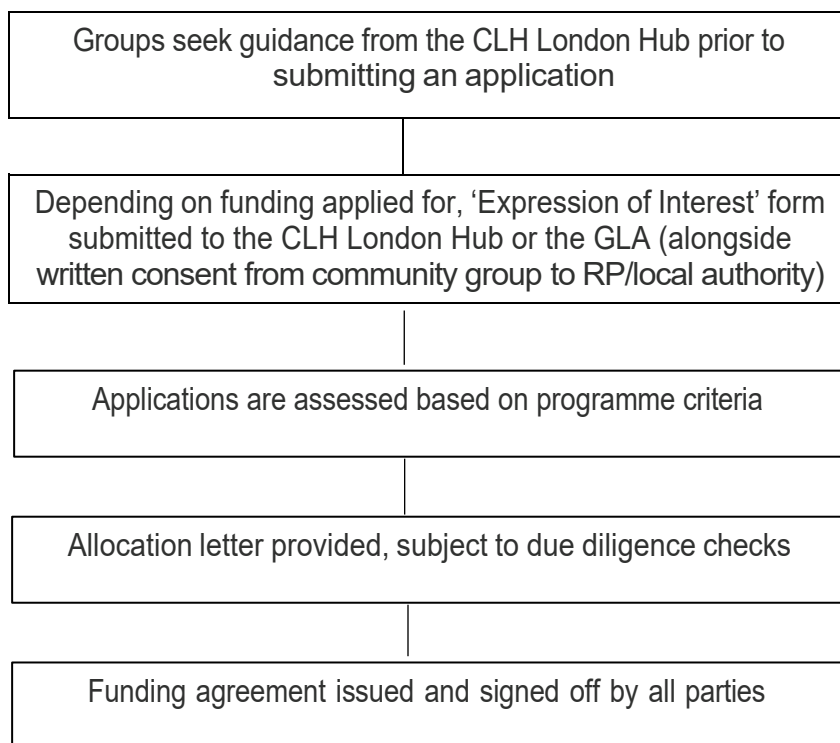 Groups seek guidance from the CLH London Hub prior to
submitting an application
Depending on funding applied for, ‘Expression of Interest’ form
submitted to the CLH London Hub or the GLA (alongside
written consent from community group to RP/local authority)
Applications are assessed based on programme criteria
Allocation letter provided, subject to due diligence checks
Funding agreement issued and signed off by all parties